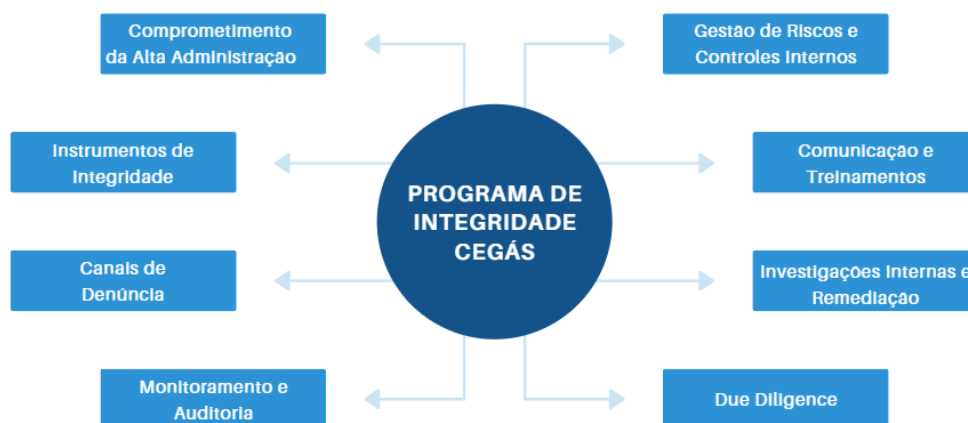 Comprometimento
da Alta Administração
Gestão de Riscos e
Controles Internos
Instrumentos de
Integridade
Comunicação e
Treinamentos
PROGRAMA DE
INTEGRIDADE
CEGÁS
Canais de
Denúncia
Investigações Internas e
Remediação
Monitoramento e
Auditoria
Due Diligence